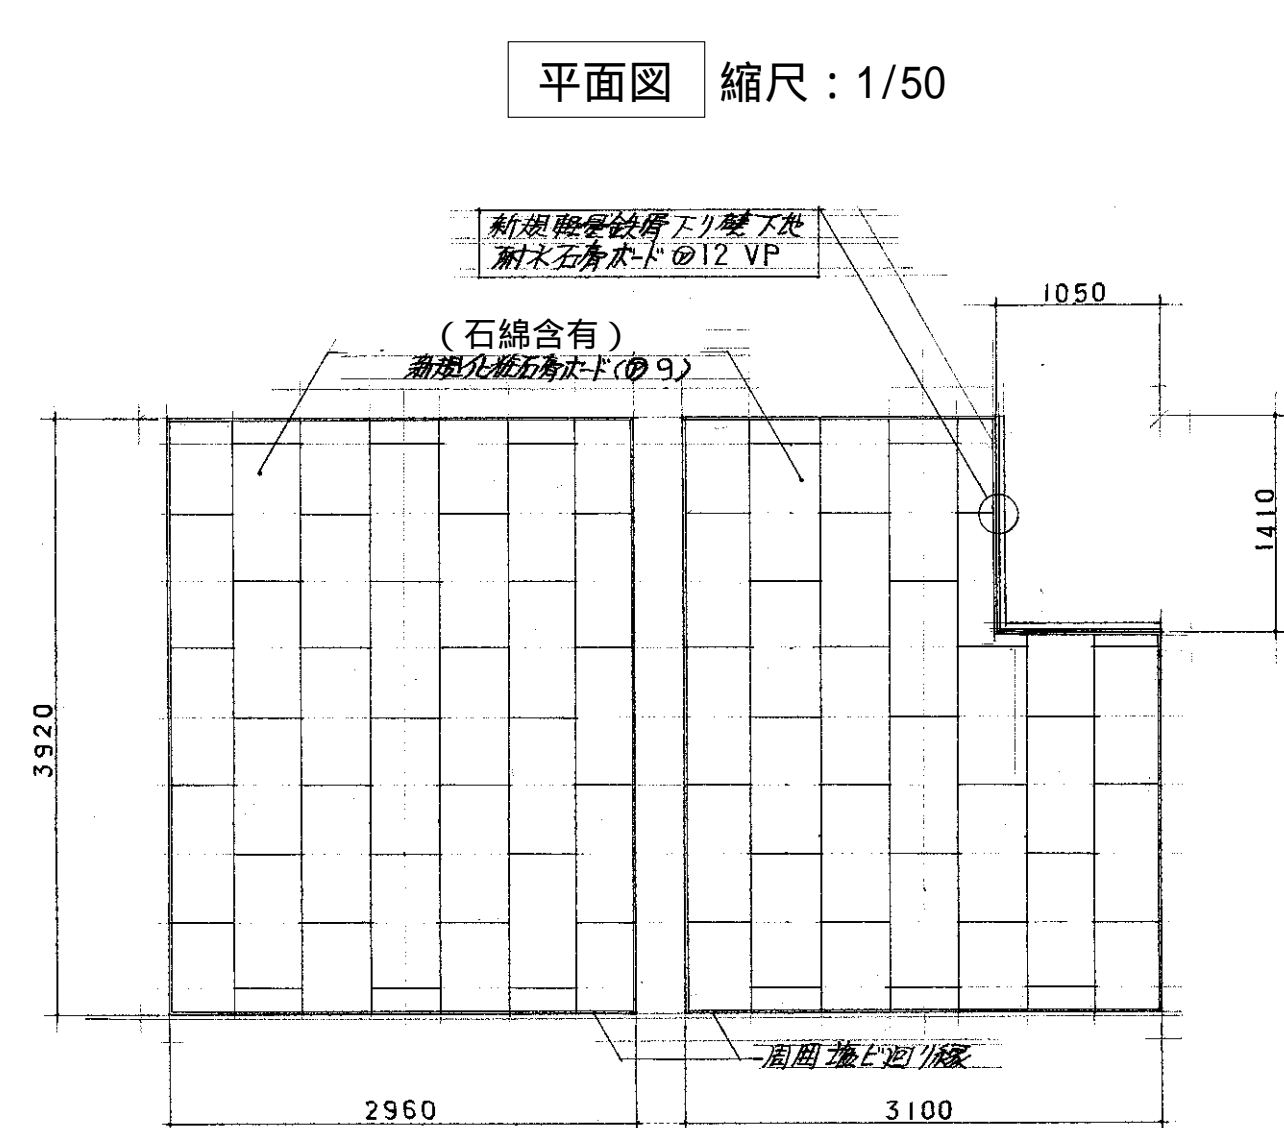 平面図 縮尺：1/50
新規軽量鉄骨下り壁下地
耐水石膏ボード ⑦12 VP
1050
（石綿含有）
新規化粧石膏ボード(⑦9)
1410
3920
周囲塩ビ廻り縁
2960
3100